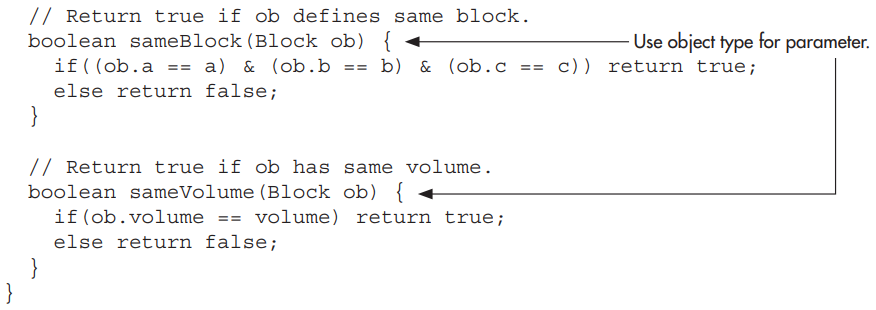 // Return true if ob defines same block.
boolean sameBlock(Block ob) {
Use object type for parameter.
if((ob.a == a) & (ob.b == b) & (ob.c == c)) return true;
else return false;
}
// Return true if ob has same volume.
boolean sameVolume(Block ob) {
if(ob.volume == volume) return true;
else return false;
}
}